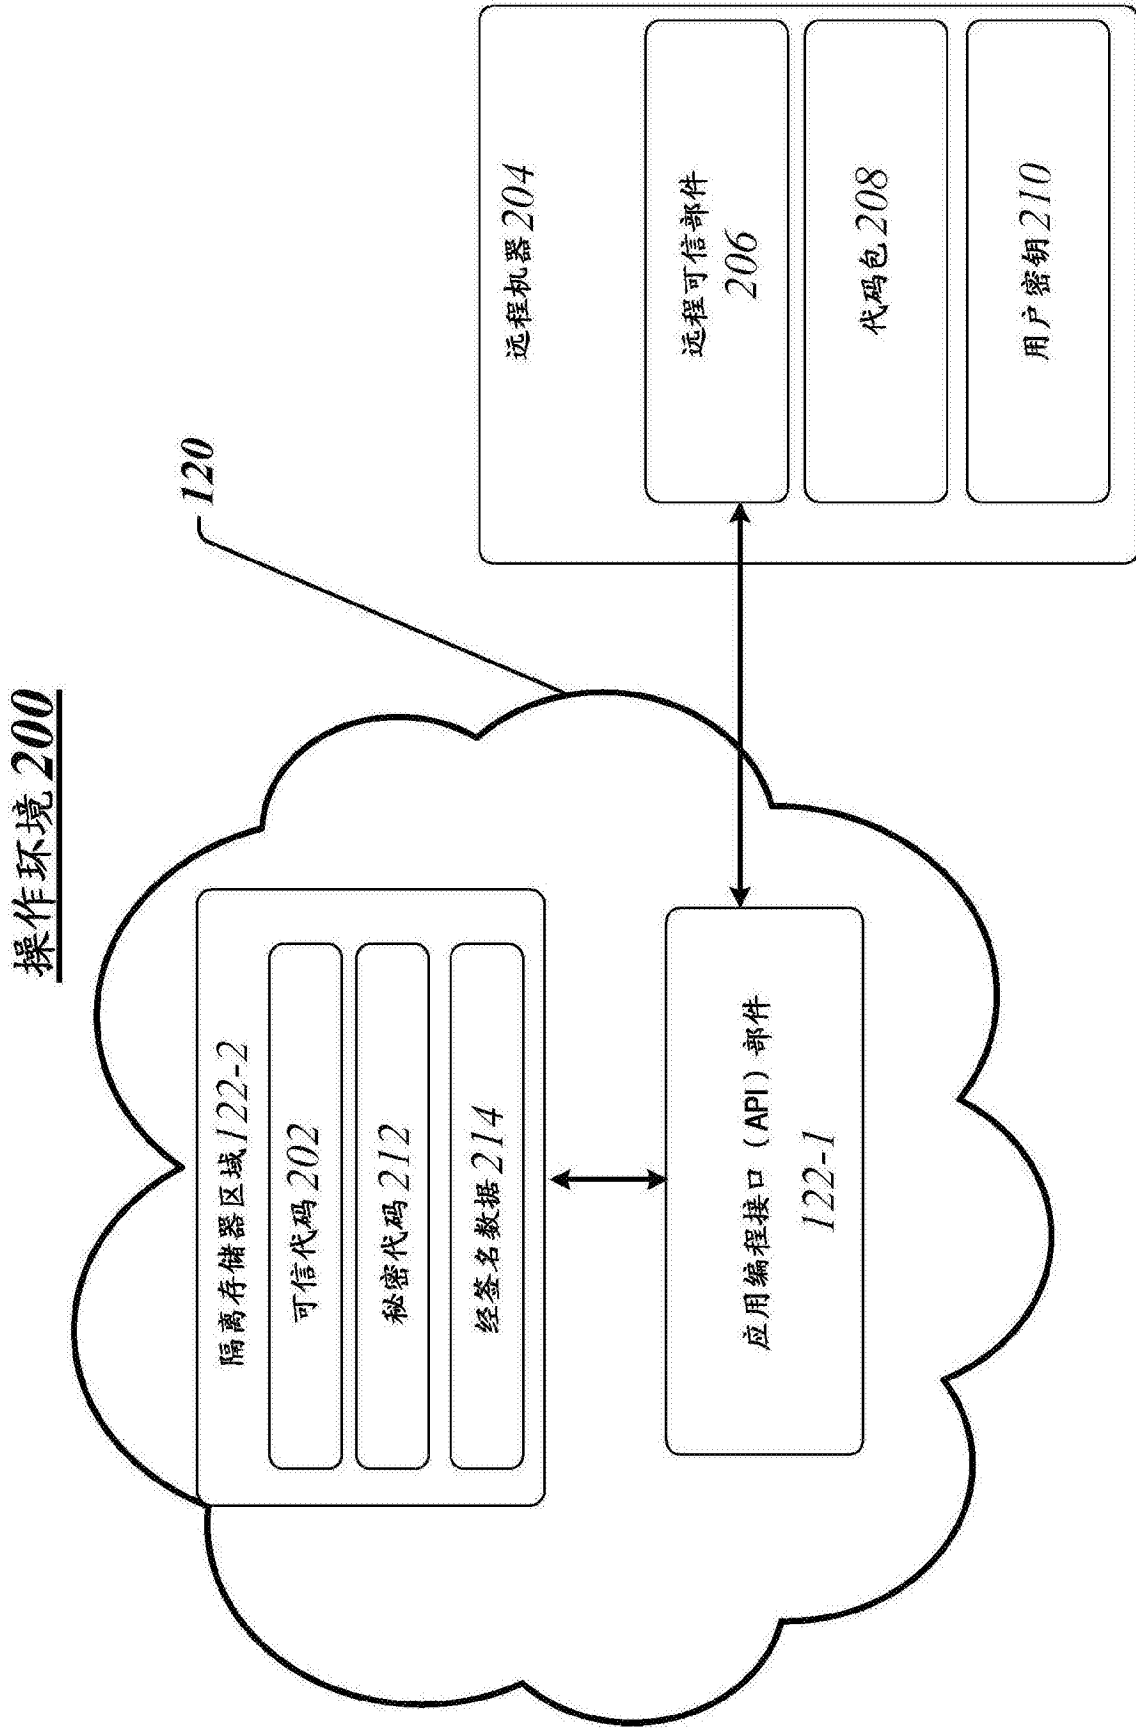 操作环境200
120
隔离存储器区域122-2
可信代码202
秘密代码212
经签名数据214
应用编程接口（API）部件
122-1
远程机器204
远程可信部件
206
代码包208
用户密钥210